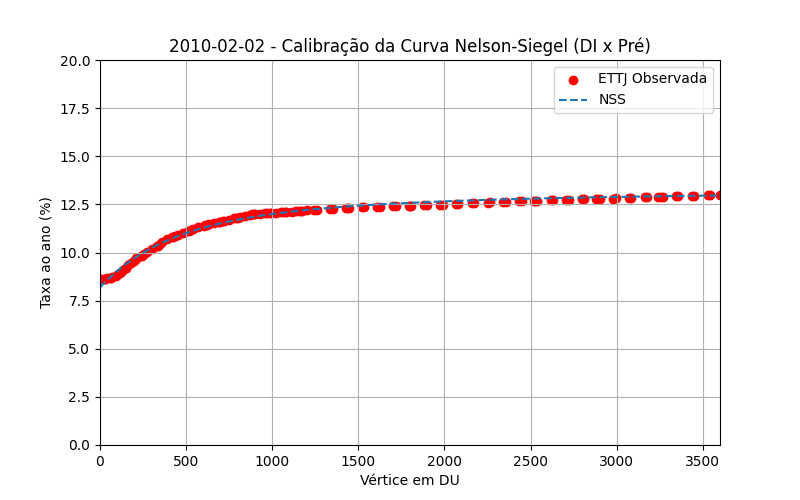 2010-02-02 - Calibração da Curva Nelson-Siegel (DI x Pré)
20.0
17.5
15.0
12.5
10.0
7.5
5.0
2.5
0.0
Taxa ao ano (%)
ETTJ Observada
NSS
0 500 1000 1500 2000 2500 3000 3500
Vértice em DU